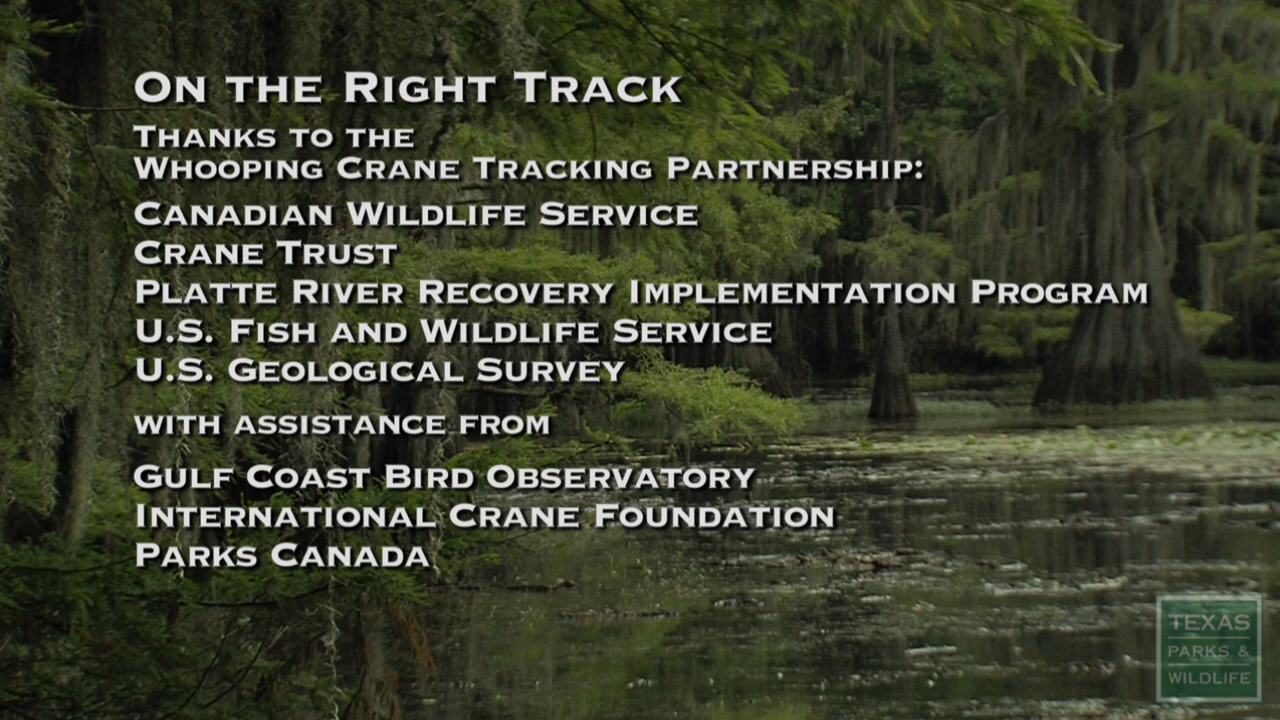 On the Right Track
Thanks to the
Whooping Crane Tracking Partnership:
Canadian Wildlife Service
Crane Trust
Platte River Recovery Implementation Program
U.S. Fish and Wildlife Service
U.S. Geological Survey
with assistance from
Gulf Coast Bird Observatory
International Crane Foundation
Parks Canada
TEXAS
PARKS &
WILDLIFE